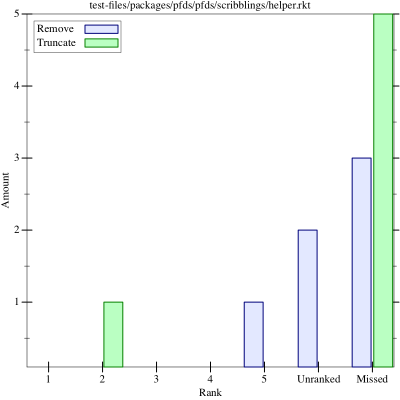 test-files/packages/pfds/pfds/scribblings/helper.rkt
Remove
Truncate
5
4
3
2
1
Amount
1 2 3 4 5 Unranked Missed
Rank